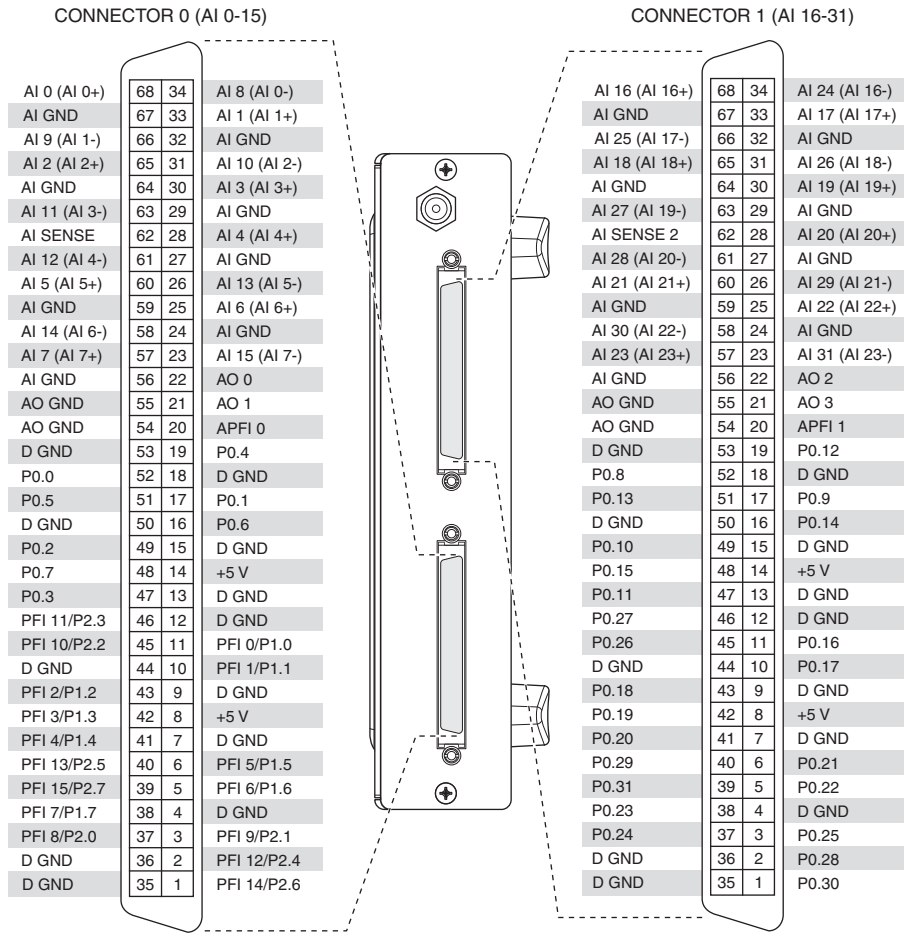 CONNECTOR 0 (AI 0-15) CONNECTOR 1 (AI 16-31)
AI 0 (AI 0+) 68 34 AI 8 (AI 0-)
AI GND 67 33 AI 1 (AI 1+)
AI 9 (AI 1-) 66 32 AI GND
AI 2 (AI 2+) 65 31 AI 10 (AI 2-)
AI GND 64 30 AI 3 (AI 3+)
AI 11 (AI 3-) 63 29 AI GND
AI SENSE 62 28 AI 4 (AI 4+)
AI 12 (AI 4-) 61 27 AI GND
AI 5 (AI 5+) 60 26 AI 13 (AI 5-)
AI GND 59 25 AI 6 (AI 6+)
AI 14 (AI 6-) 58 24 AI GND
AI 7 (AI 7+) 57 23 AI 15 (AI 7-)
AI GND 56 22 AO 0
AO GND 55 21 AO 1
AO GND 54 20 APFI 0
D GND 53 19 P0.4
P0.0 52 18 D GND
P0.5 51 17 P0.1
D GND 50 16 P0.6
P0.2 49 15 D GND
P0.7 48 14 +5 V
P0.3 47 13 D GND
PFI 11/P2.3 46 12 D GND
PFI 10/P2.2 45 11 PFI 0/P1.0
D GND 44 10 PFI 1/P1.1
PFI 2/P1.2 43 9 D GND
PFI 3/P1.3 42 8 +5 V
PFI 4/P1.4 41 7 D GND
PFI 13/P2.5 40 6 PFI 5/P1.5
PFI 15/P2.7 39 5 PFI 6/P1.6
PFI 7/P1.7 38 4 D GND
PFI 8/P2.0 37 3 PFI 9/P2.1
D GND 36 2 PFI 12/P2.4
D GND 35 1 PFI 14/P2.6
AI 16 (AI 16+) 68 34 AI 24 (AI 16-)
AI GND 67 33 AI 17 (AI 17+)
AI 25 (AI 17-) 66 32 AI GND
AI 18 (AI 18+) 65 31 AI 26 (AI 18-)
AI GND 64 30 AI 19 (AI 19+)
AI 27 (AI 19-) 63 29 AI GND
AI SENSE 2 62 28 AI 20 (AI 20+)
AI 28 (AI 20-) 61 27 AI GND
AI 21 (AI 21+) 60 26 AI 29 (AI 21-)
AI GND 59 25 AI 22 (AI 22+)
AI 30 (AI 22-) 58 24 AI GND
AI 23 (AI 23+) 57 23 AI 31 (AI 23-)
AI GND 56 22 AO 2
AO GND 55 21 AO 3
AO GND 54 20 APFI 1
D GND 53 19 P0.12
P0.8 52 18 D GND
P0.13 51 17 P0.9
D GND 50 16 P0.14
P0.10 49 15 D GND
P0.15 48 14 +5 V
P0.11 47 13 D GND
P0.27 46 12 D GND
P0.26 45 11 P0.16
D GND 44 10 P0.17
P0.18 43 9 D GND
P0.19 42 8 +5 V
P0.20 41 7 D GND
P0.29 40 6 P0.21
P0.31 39 5 P0.22
P0.23 38 4 D GND
P0.24 37 3 P0.25
D GND 36 2 P0.28
D GND 35 1 P0.30